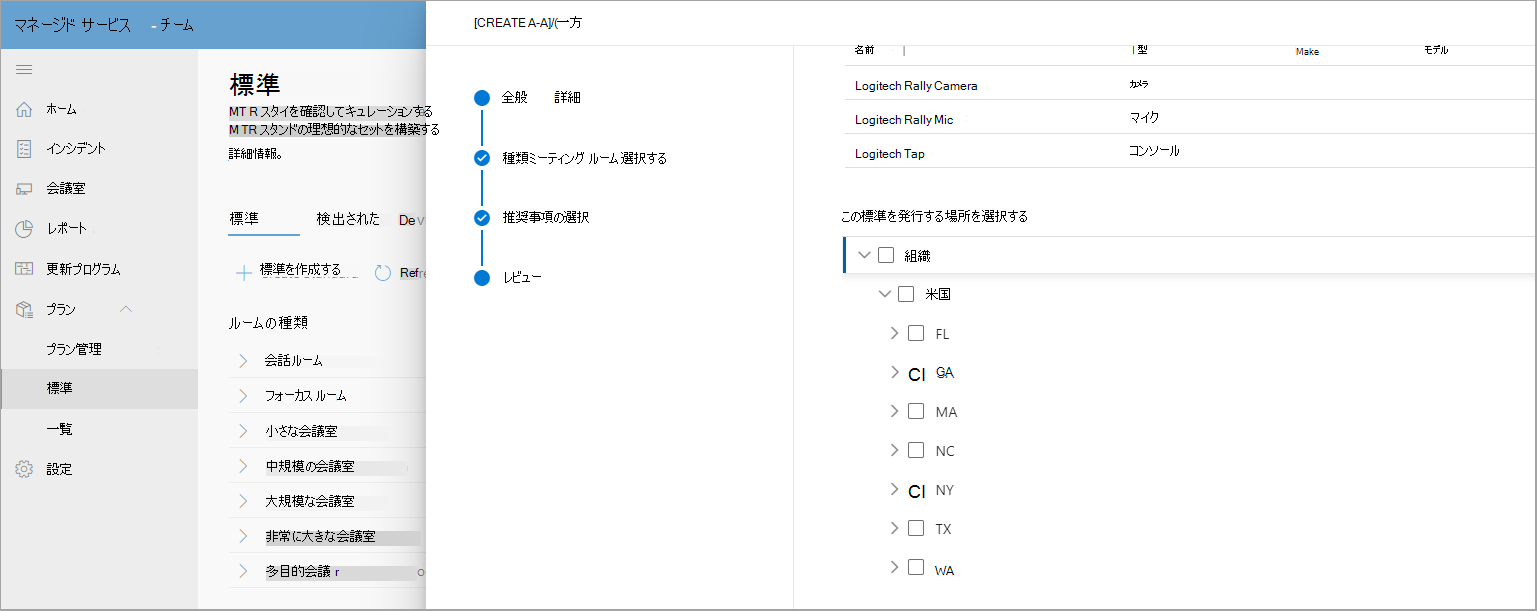 マネージド サービス - チーム
ホーム
インシデント
会議室
レポート
更新プログラム
プラン
プラン管理
標準
一覧
設定
標準
MT R スタイを確認してキュレーションする
M TR スタンドの理想的なセットを構築する
詳細情報。
標準 検出された Dev
標準を作成する Refre
ルームの種類
会話ルーム
フォーカス ルーム
小さな会議室
中規模の会議室
大規模な会議室
非常に大きな会議室
多目的会議 r o
[CREATE A-A]/(一方
全般 詳細
種類ミーティング ルーム選択する
推奨事項の選択
レビュー
名前 型 Make モデル
Logitech Rally Camera カメラ
Logitech Rally Mic マイク
Logitech Tap コンソール
この標準を発行する場所を選択する
組織
米国
FL
CI GA
MA
NC
CI NY
TX
WA